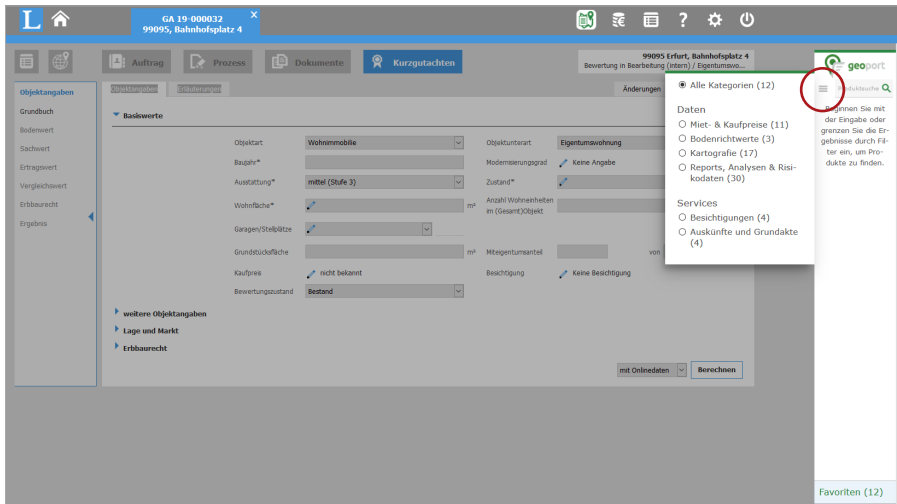 L
GA 19-000032
99095, Bahnhofsplatz 4
X
?
Auftrag
Prozess
Dokumente
Kurzgutachten
99095 Erfurt, Bahnhofsplatz 4
Bewertung in Bearbeitung (intern) / Eigentumswo...
geoport
Objektangaben
Grundbuch
Bodenwert
Sachwert
Ertragswert
Vergleichswert
Erbbaurecht
Ergebnis
Objektangaben
Erläuterungen
Änderungen
Basiswerte
Objektart
Wohnimmobilie
Objektunterart
Eigentumswohnung
Baujahr*
Modernisierungsgrad
Keine Angabe
Ausstattung*
mittel (Stufe 3)
Zustand*
Wohnfläche*
m²
Anzahl Wohneinheiten
im (Gesamt)Objekt
Garagen/Stellplätze
Grundstücksfläche
m²
Miteigentumsanteil
von
Kaufpreis
nicht bekannt
Besichtigung
Keine Besichtigung
Bewertungszustand
Bestand
weitere Objektangaben
Lage und Markt
Erbbaurecht
mit Onlinedaten
Berechnen
Alle Kategorien (12)
Daten
Miet- & Kaufpreise (11)
Bodenrichtwerte (3)
Kartografie (17)
Reports, Analysen & Risi-
kodaten (30)
Services
Besichtigungen (4)
Auskünfte und Grundakte
(4)
Produktsuche
Beginnen Sie mit
der Eingabe oder
grenzen Sie die Er-
gebnisse durch Fil-
ter ein, um Pro-
dukte zu finden.
Favoriten (12)